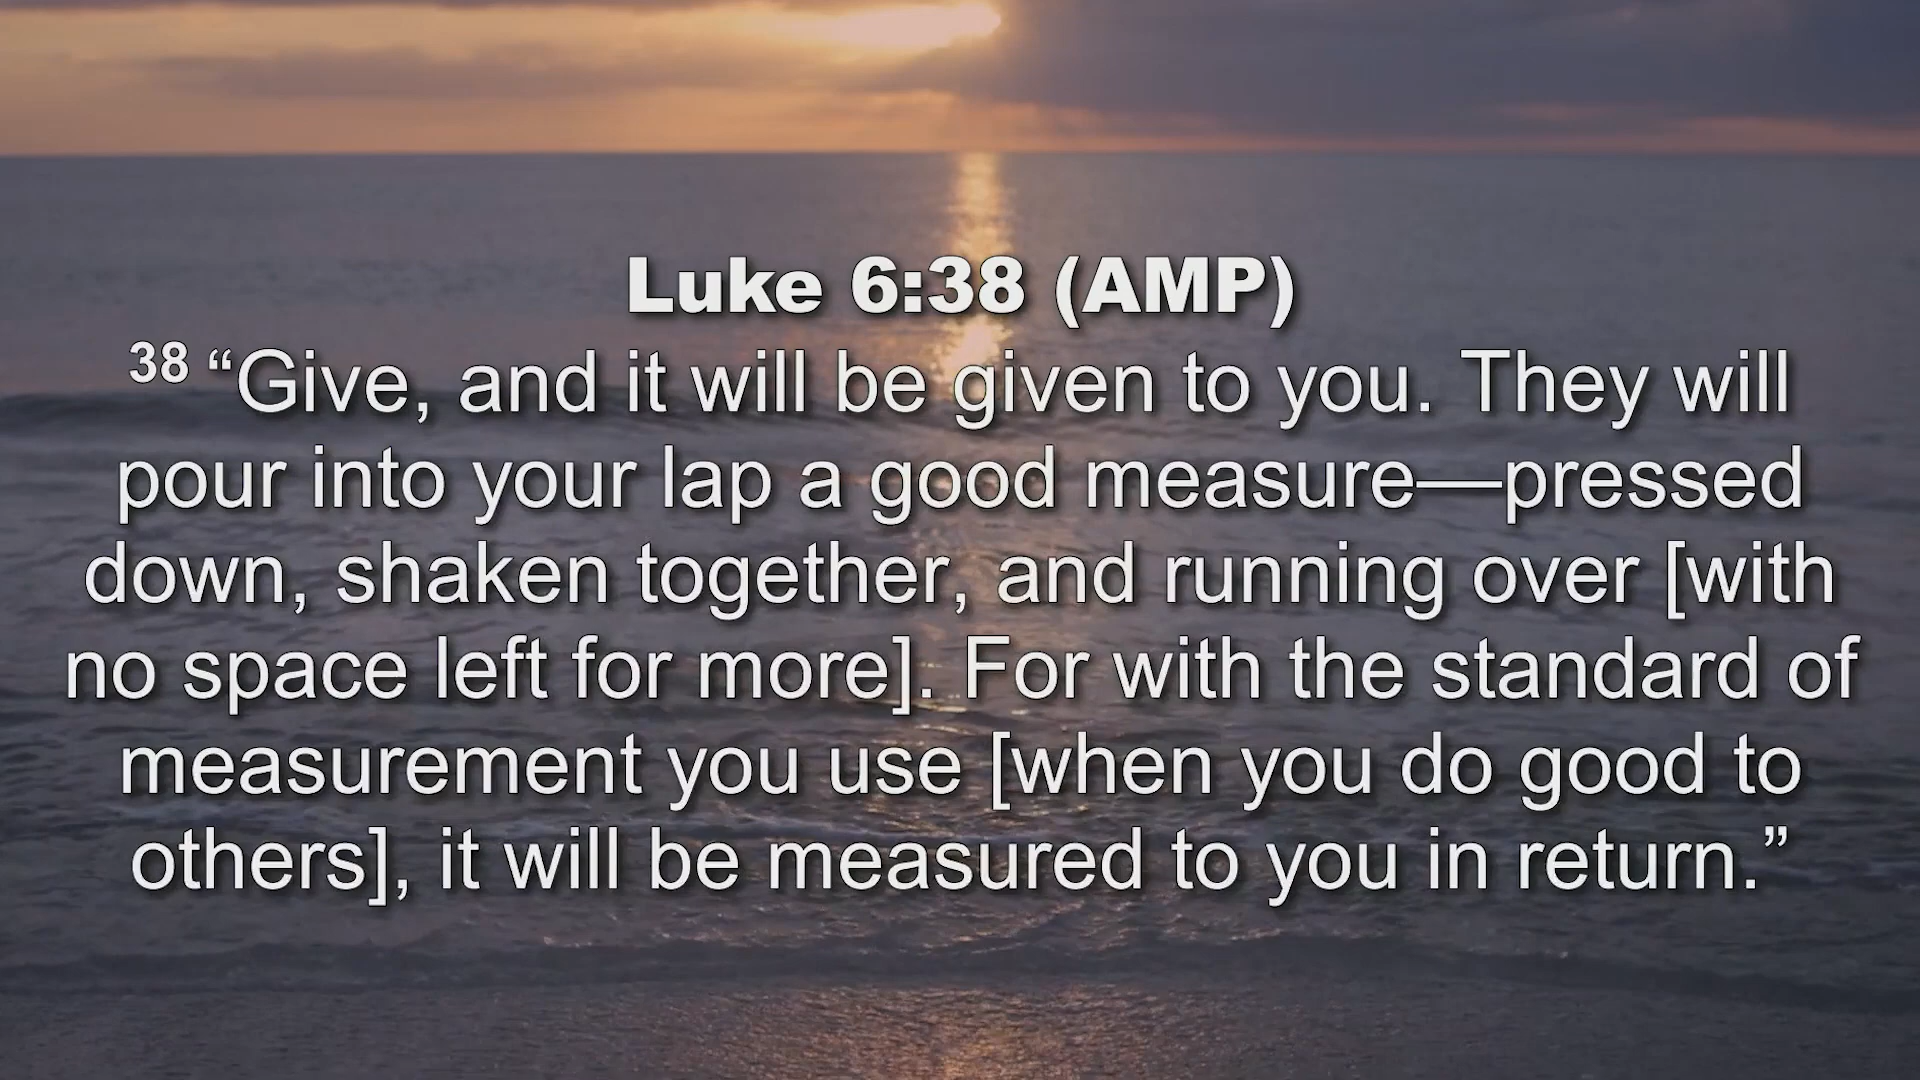 Luke 6:38 (AMP)
38 “Give, and it will be given to you. They will
pour into your lap a good measure—pressed
down, shaken together, and running over [with
no space left for more]. For with the standard of
measurement you use [when you do good to
others], it will be measured to you in return.”